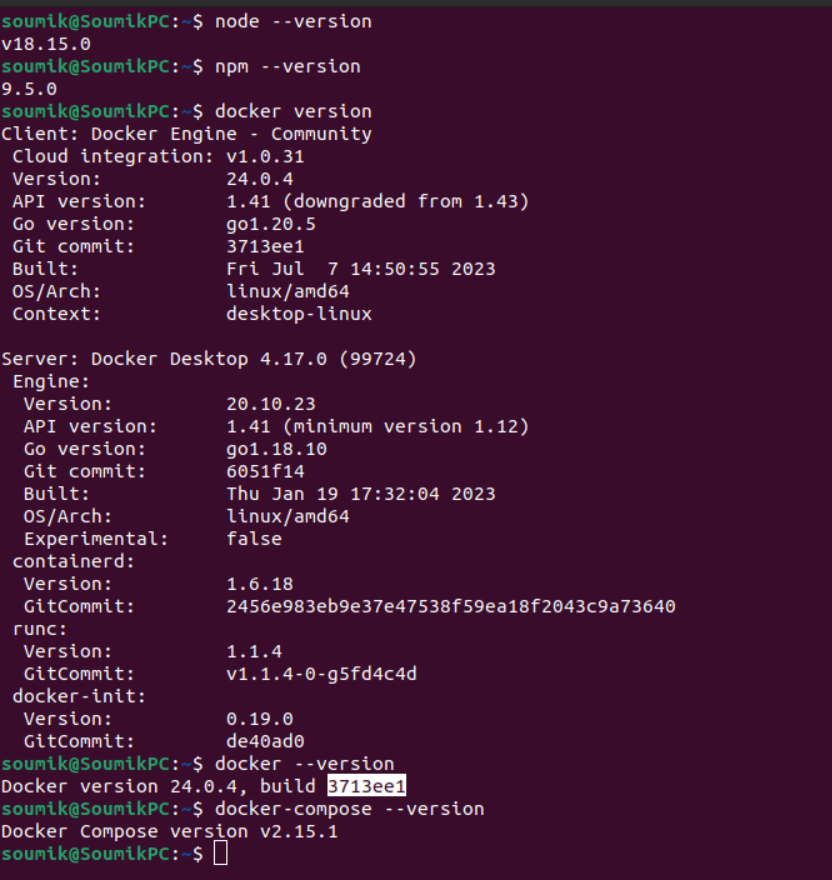 soumik@SoumikPC:~$ node --version
v18.15.0
soumik@SoumikPC:~$ npm --version
9.5.0
soumik@SoumikPC:~$ docker version
Client: Docker Engine - Community
 Cloud integration: v1.0.31
 Version:           24.0.4
 API version:       1.41 (downgraded from 1.43)
 Go version:        go1.20.5
 Git commit:        3713ee1
 Built:             Fri Jul  7 14:50:55 2023
 OS/Arch:           linux/amd64
 Context:           desktop-linux

Server: Docker Desktop 4.17.0 (99724)
 Engine:
  Version:          20.10.23
  API version:      1.41 (minimum version 1.12)
  Go version:       go1.18.10
  Git commit:       6051f14
  Built:            Thu Jan 19 17:32:04 2023
  OS/Arch:          linux/amd64
  Experimental:     false
 containerd:
  Version:          1.6.18
  GitCommit:        2456e983eb9e37e47538f59ea18f2043c9a73640
 runc:
  Version:          1.1.4
  GitCommit:        v1.1.4-0-g5fd4c4d
 docker-init:
  Version:          0.19.0
  GitCommit:        de40ad0
soumik@SoumikPC:~$ docker --version
Docker version 24.0.4, build 3713ee1
soumik@SoumikPC:~$ docker-compose --version
Docker Compose version v2.15.1
soumik@SoumikPC:~$